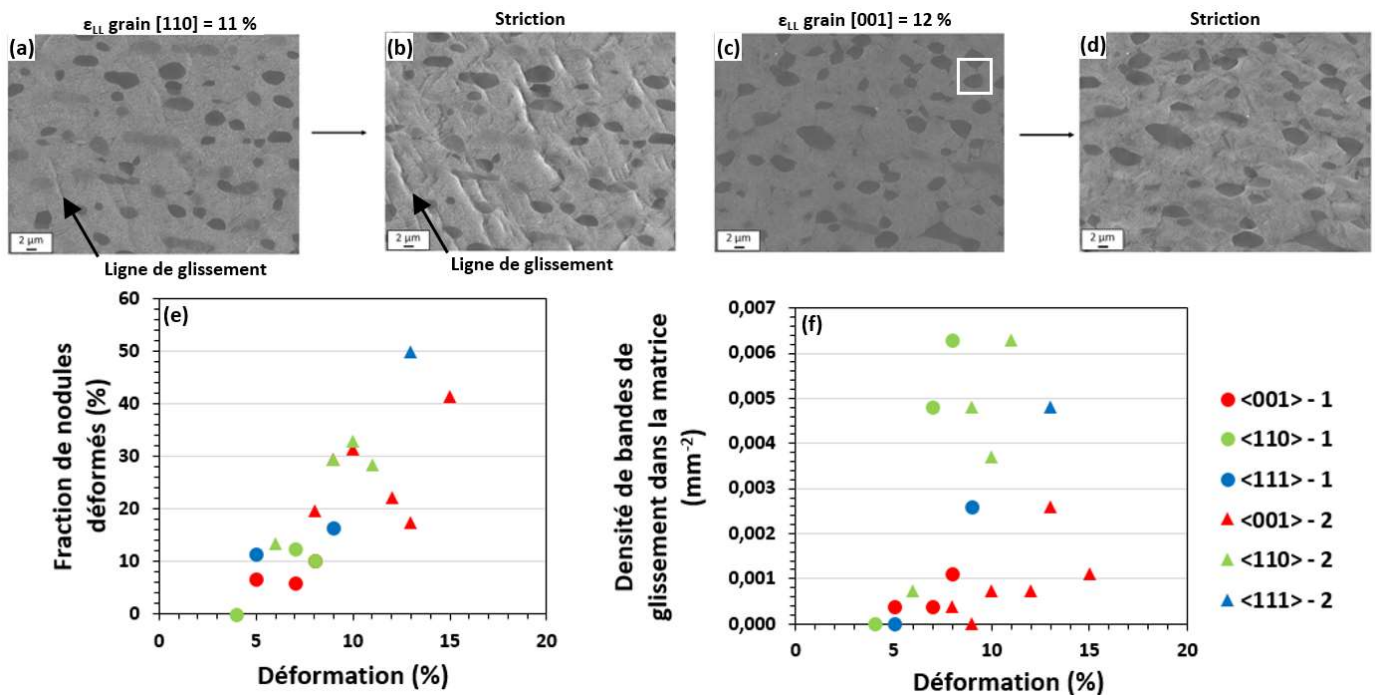 ε_LL grain [110] = 11 %
Striction
ε_LL grain [001] = 12 %
Striction
(a)
(b)
(c)
(d)
2 µm
2 µm
2 µm
2 µm
Ligne de glissement
Ligne de glissement
(e)
Fraction de nodules
déformés (%)
60
50
40
30
20
10
0
0 5 10 15 20
Déformation (%)
(f)
Densité de bandes de
glissement dans la matrice
(mm⁻²)
0,007
0,006
0,005
0,004
0,003
0,002
0,001
0,000
0 5 10 15 20
Déformation (%)
<001> - 1
<110> - 1
<111> - 1
<001> - 2
<110> - 2
<111> - 2